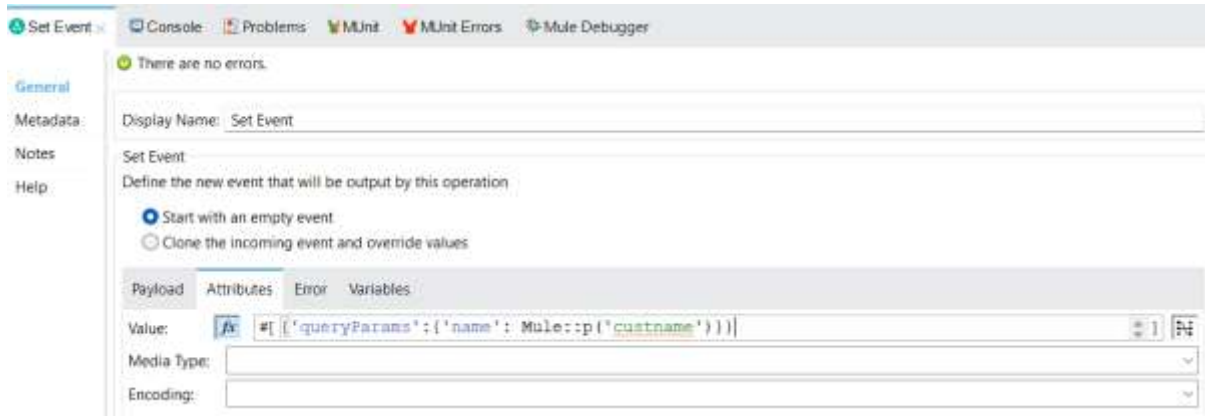 Set Event Console Problems MUnit MUnit Errors Mule Debugger
There are no errors.
General
Metadata
Display Name: Set Event
Notes
Set Event
Help
Define the new event that will be output by this operation
Start with an empty event
Clone the incoming event and override values
Payload Attributes Error Variables
Value: fx #[ {'queryParams':{'name': Mule::p('custname')}} ]
Media Type:
Encoding: